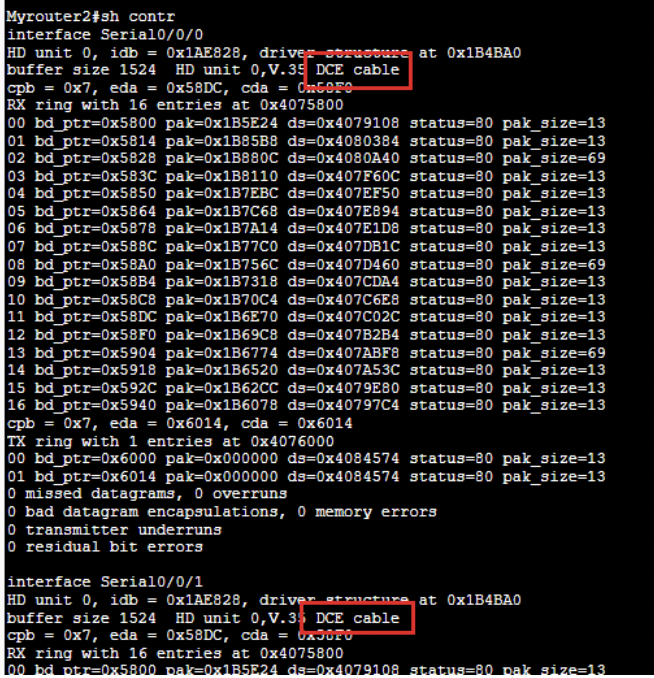 Myrouter2#sh contr
interface Serial0/0/0
HD unit 0, idb = 0x1AE828, driver structure at 0x1B4BA0
buffer size 1524  HD unit 0,V.35 DCE cable
cpb = 0x7, eda = 0x58DC, cda = 0x58F0
RX ring with 16 entries at 0x4075800
00 bd_ptr=0x5800 pak=0x1B5E24 ds=0x4079108 status=80 pak_size=13
01 bd_ptr=0x5814 pak=0x1B85B8 ds=0x4080384 status=80 pak_size=13
02 bd_ptr=0x5828 pak=0x1B880C ds=0x4080A40 status=80 pak_size=69
03 bd_ptr=0x583C pak=0x1B8110 ds=0x407F60C status=80 pak_size=13
04 bd_ptr=0x5850 pak=0x1B7EBC ds=0x407EF50 status=80 pak_size=13
05 bd_ptr=0x5864 pak=0x1B7C68 ds=0x407E894 status=80 pak_size=13
06 bd_ptr=0x5878 pak=0x1B7A14 ds=0x407E1D8 status=80 pak_size=13
07 bd_ptr=0x588C pak=0x1B77C0 ds=0x407DB1C status=80 pak_size=13
08 bd_ptr=0x58A0 pak=0x1B756C ds=0x407D460 status=80 pak_size=69
09 bd_ptr=0x58B4 pak=0x1B7318 ds=0x407CDA4 status=80 pak_size=13
10 bd_ptr=0x58C8 pak=0x1B70C4 ds=0x407C6E8 status=80 pak_size=13
11 bd_ptr=0x58DC pak=0x1B6E70 ds=0x407C02C status=80 pak_size=13
12 bd_ptr=0x58F0 pak=0x1B69C8 ds=0x407B2B4 status=80 pak_size=13
13 bd_ptr=0x5904 pak=0x1B6774 ds=0x407ABF8 status=80 pak_size=69
14 bd_ptr=0x5918 pak=0x1B6520 ds=0x407A53C status=80 pak_size=13
15 bd_ptr=0x592C pak=0x1B62CC ds=0x4079E80 status=80 pak_size=13
16 bd_ptr=0x5940 pak=0x1B6078 ds=0x40797C4 status=80 pak_size=13
cpb = 0x7, eda = 0x6014, cda = 0x6014
TX ring with 1 entries at 0x4076000
00 bd_ptr=0x6000 pak=0x000000 ds=0x4084574 status=80 pak_size=13
01 bd_ptr=0x6014 pak=0x000000 ds=0x4084574 status=80 pak_size=13
0 missed datagrams, 0 overruns
0 bad datagram encapsulations, 0 memory errors
0 transmitter underruns
0 residual bit errors
interface Serial0/0/1
HD unit 0, idb = 0x1AE828, driver structure at 0x1B4BA0
buffer size 1524  HD unit 0,V.35 DCE cable
cpb = 0x7, eda = 0x58DC, cda = 0x58F0
RX ring with 16 entries at 0x4075800
00 bd_ptr=0x5800 pak=0x1B5E24 ds=0x4079108 status=80 pak_size=13